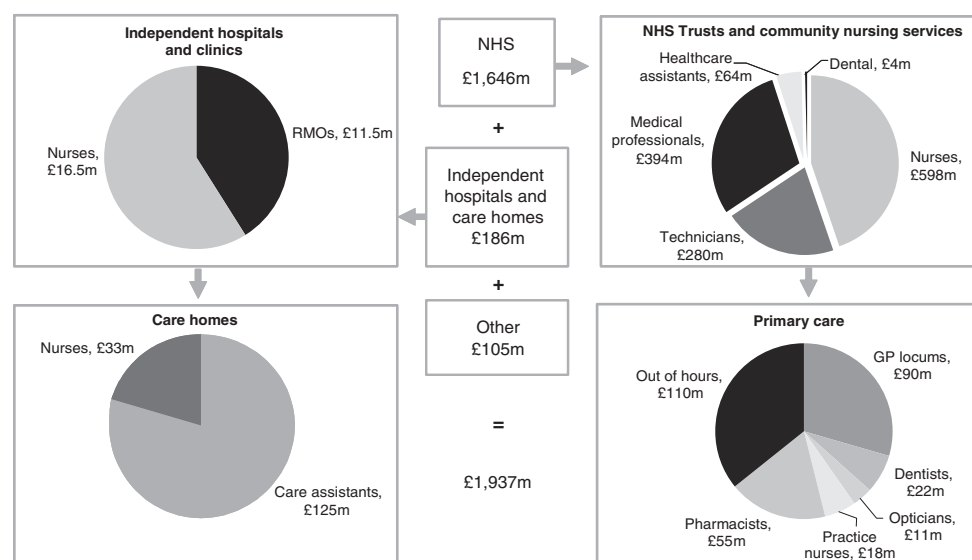 Independent hospitals
and clinics
RMOs, £11.5m
Nurses,
£16.5m
NHS
£1,646m
+
Independent
hospitals and
care homes
£186m
+
Other
£105m
=
£1,937m
NHS Trusts and community nursing services
Healthcare
assistants, £64m
Dental, £4m
Medical
professionals,
£394m
Nurses,
£598m
Technicians,
£280m
Care homes
Nurses, £33m
Care assistants,
£125m
Primary care
Out of hours,
£110m
GP locums,
£90m
Dentists,
£22m
Opticians,
£11m
Practice
nurses, £18m
Pharmacists,
£55m